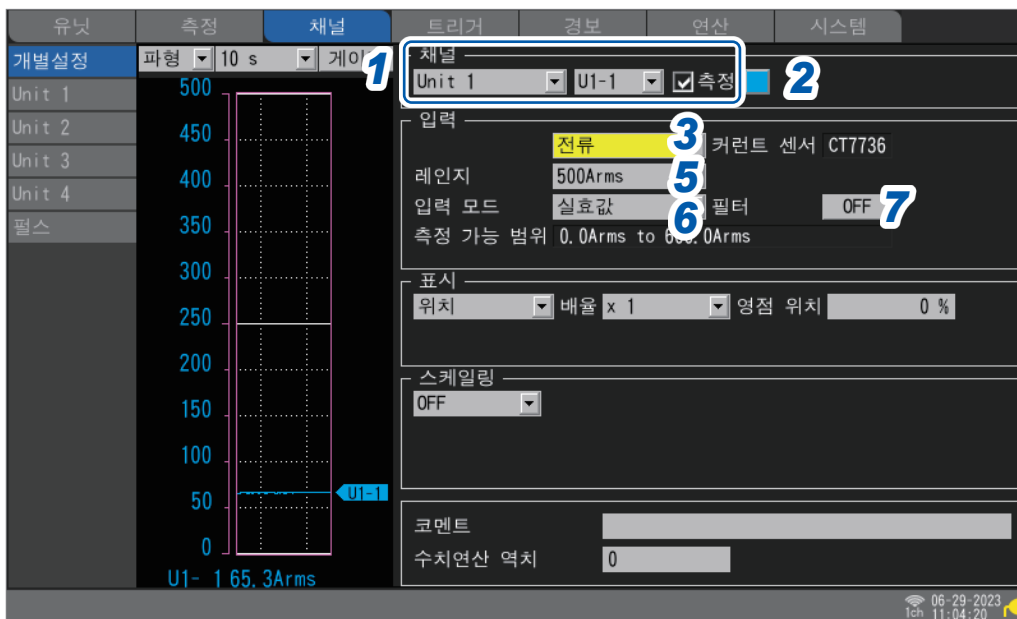 유닛 측정 채널 트리거 경보 연산 시스템
개별설정 파형 10 s 게이
Unit 1
Unit 2
Unit 3
Unit 4
펄스
500
450
400
350
300
250
200
150
100
50
0
U1-1
U1- 1 65.3Arms
1
채널
Unit 1 U1-1 측정 2
입력
전류 3 커런트 센서 CT7736
레인지 500Arms 5
입력 모드 실효값 6 필터 OFF 7
측정 가능 범위 0.0Arms to 0Arms
표시
위치 배율 x 1 영점 위치 0 %
스케일링
OFF
코멘트
수치연산 역치 0
1ch 06-29-2023
11:04:20